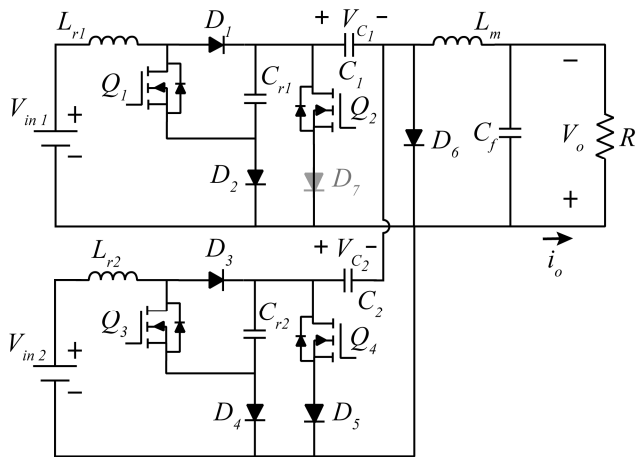 L_r1
D_1
+ V_C1 −
L_m
C_1
C_r1
Q_1
Q_2
V_in 1
+
−
D_2
D_7
D_6
C_f
−
V_o
+
R
i_o
L_r2
D_3
+ V_C2 −
C_2
C_r2
Q_3
Q_4
V_in 2
+
−
D_4
D_5